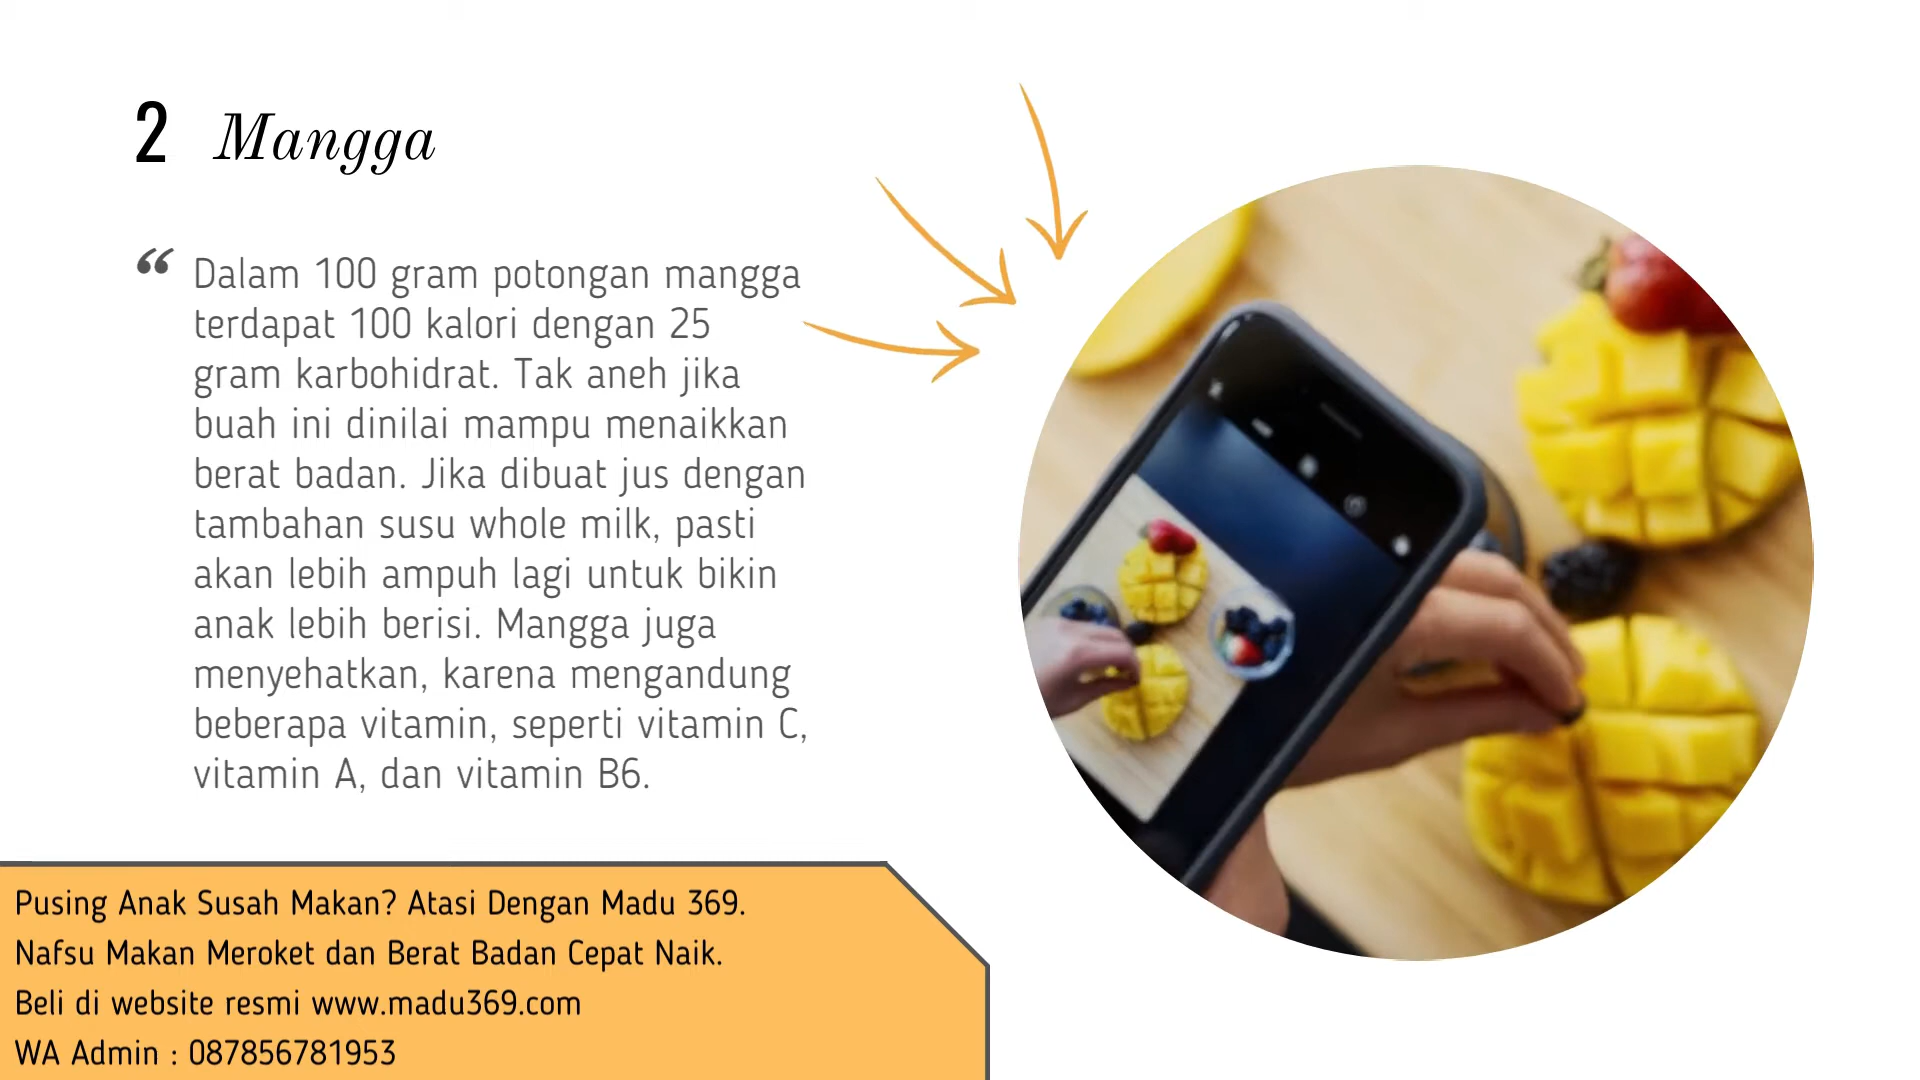 2 Mangga
“ Dalam 100 gram potongan mangga
terdapat 100 kalori dengan 25
gram karbohidrat. Tak aneh jika
buah ini dinilai mampu menaikkan
berat badan. Jika dibuat jus dengan
tambahan susu whole milk, pasti
akan lebih ampuh lagi untuk bikin
anak lebih berisi. Mangga juga
menyehatkan, karena mengandung
beberapa vitamin, seperti vitamin C,
vitamin A, dan vitamin B6.
Pusing Anak Susah Makan? Atasi Dengan Madu 369.
Nafsu Makan Meroket dan Berat Badan Cepat Naik.
Beli di website resmi www.madu369.com
WA Admin : 087856781953